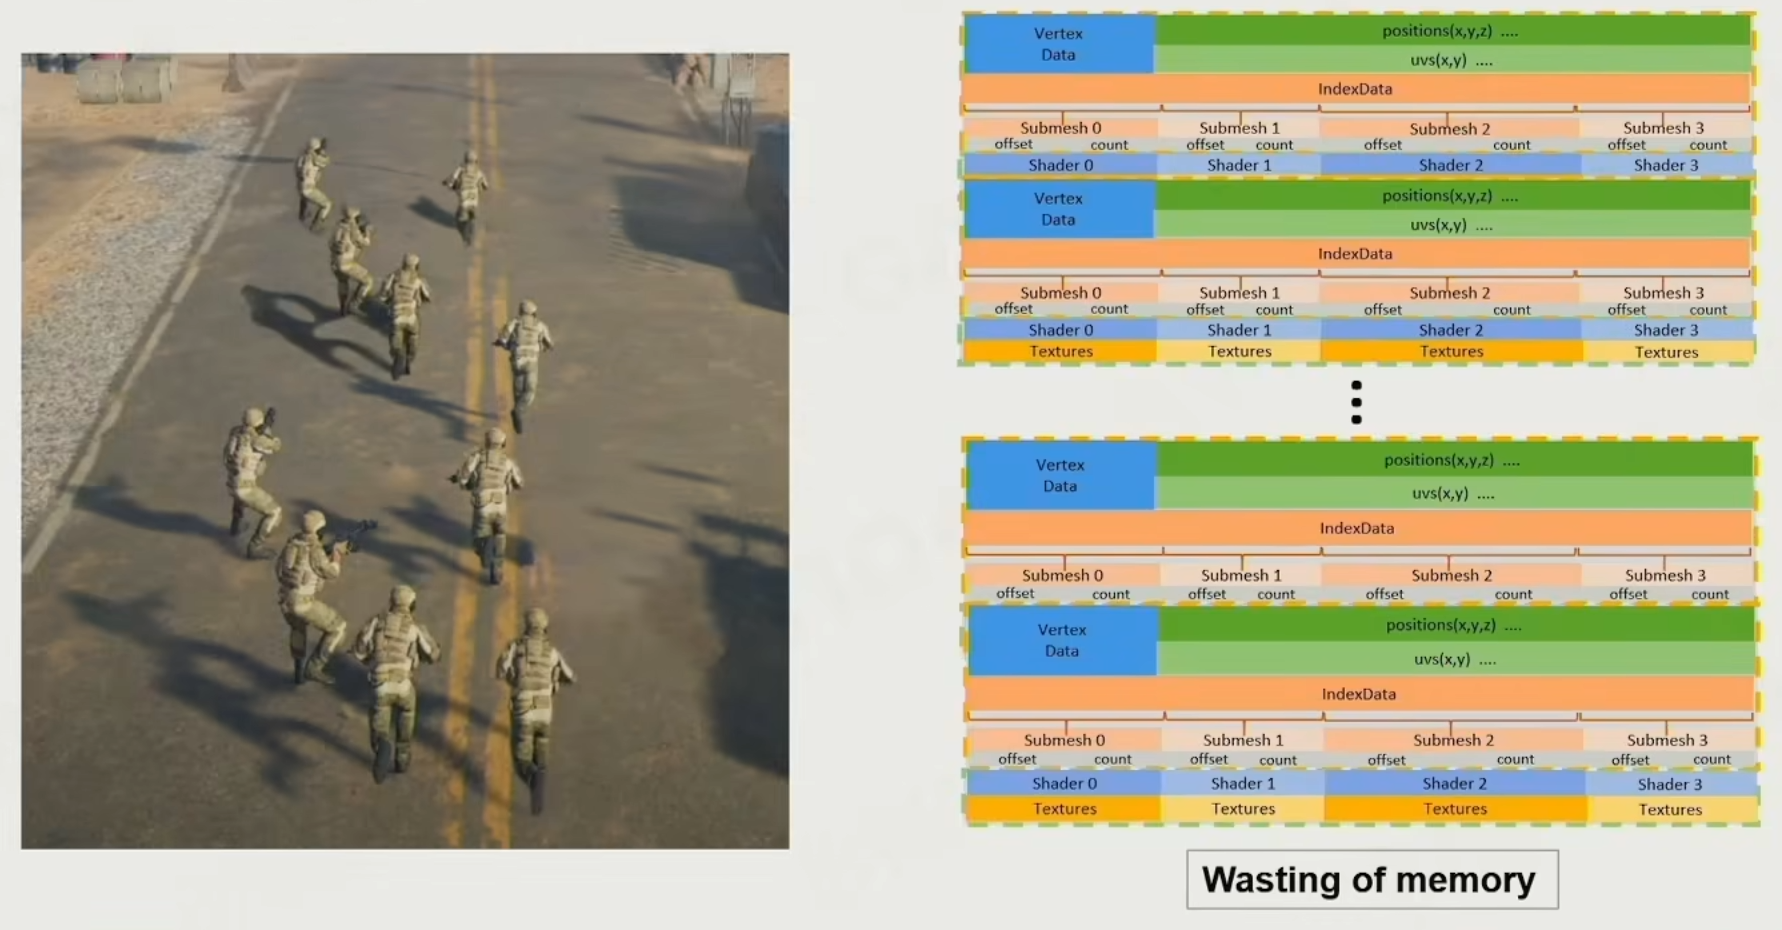 Vertex
Data
positions(x,y,z) ....
uvs(x,y) ....
IndexData
Submesh 0 Submesh 1 Submesh 2 Submesh 3
offset count offset count offset count offset count
Shader 0 Shader 1 Shader 2 Shader 3
Vertex
Data
positions(x,y,z) ....
uvs(x,y) ....
IndexData
Submesh 0 Submesh 1 Submesh 2 Submesh 3
offset count offset count offset count offset count
Shader 0 Shader 1 Shader 2 Shader 3
Textures Textures Textures Textures
Vertex
Data
positions(x,y,z) ....
uvs(x,y) ....
IndexData
Submesh 0 Submesh 1 Submesh 2 Submesh 3
offset count offset count offset count offset count
Vertex
Data
positions(x,y,z) ....
uvs(x,y) ....
IndexData
Submesh 0 Submesh 1 Submesh 2 Submesh 3
offset count offset count offset count offset count
Shader 0 Shader 1 Shader 2 Shader 3
Textures Textures Textures Textures
Wasting of memory